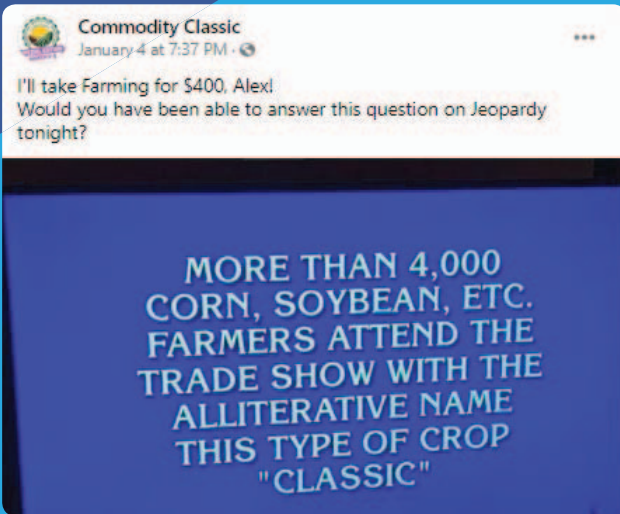 Commodity Classic
January 4 at 7:37 PM ·
I'll take Farming for $400, Alex!
Would you have been able to answer this question on Jeopardy
tonight?
MORE THAN 4,000
CORN, SOYBEAN, ETC.
FARMERS ATTEND THE
TRADE SHOW WITH THE
ALLITERATIVE NAME
THIS TYPE OF CROP
"CLASSIC"